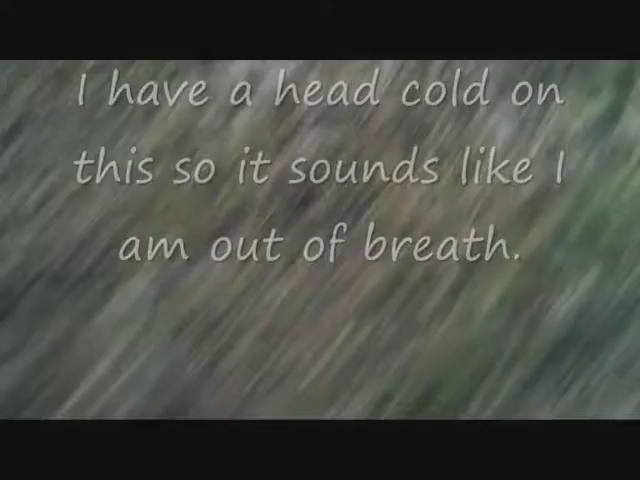 I have a head cold on
this so it sounds like I
am out of breath.